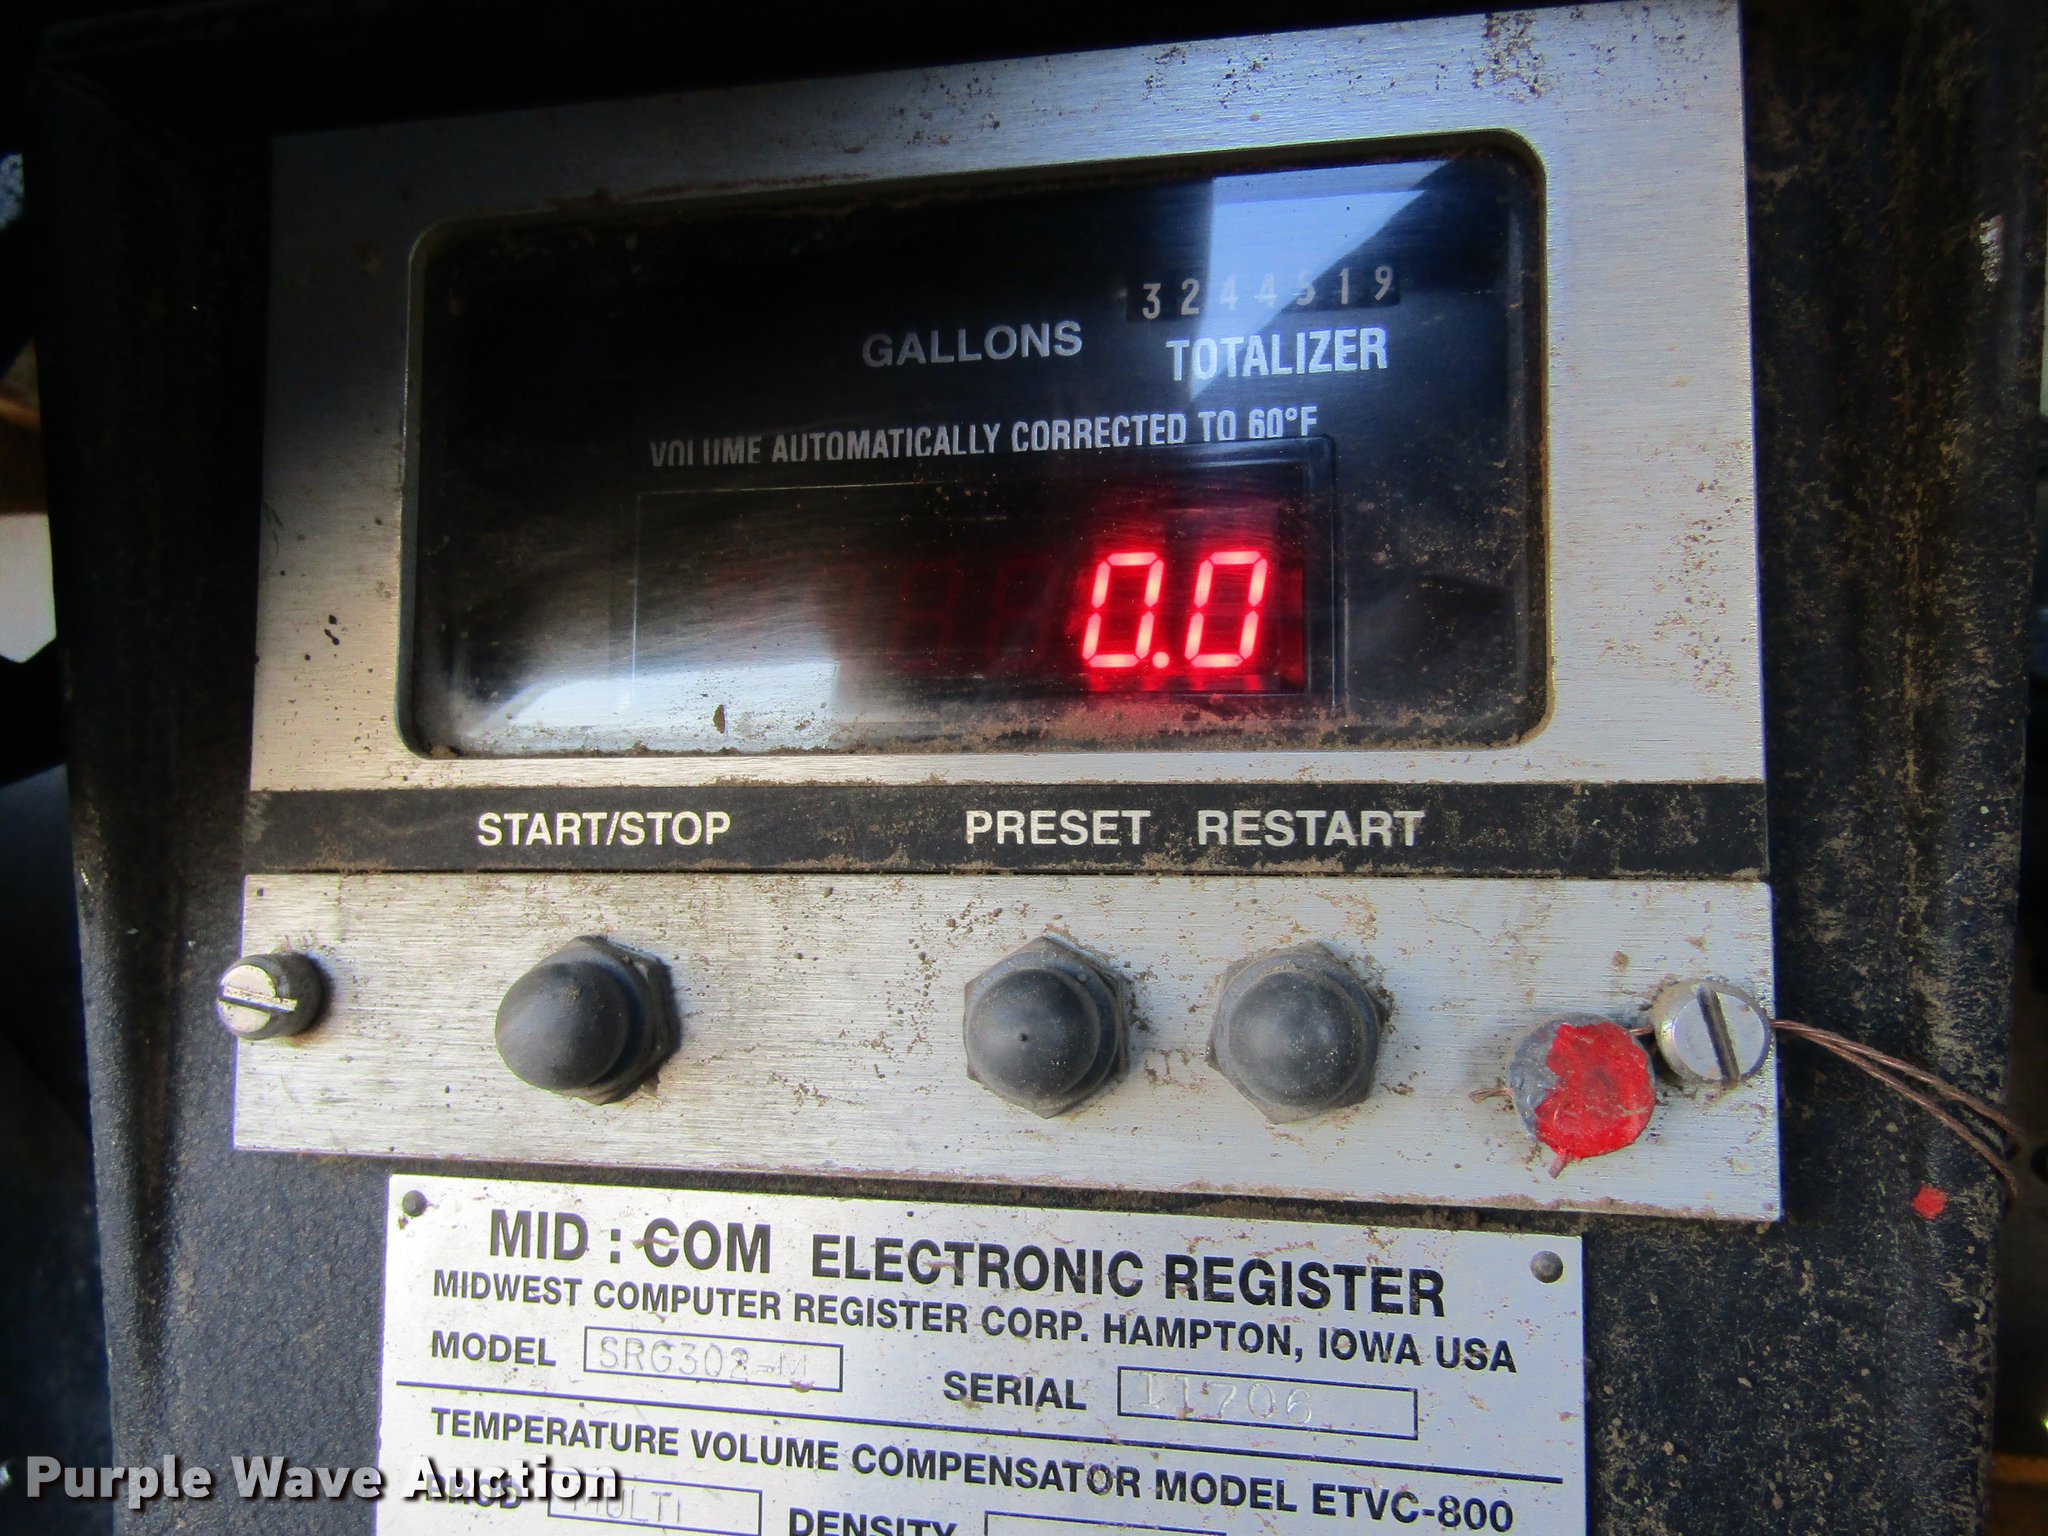 3244519
GALLONS TOTALIZER
VOLUME AUTOMATICALLY CORRECTED TO 60°F
0.0
START/STOP PRESET RESTART
MID : COM ELECTRONIC REGISTER
MIDWEST COMPUTER REGISTER CORP. HAMPTON, IOWA USA
MODEL SRG302-M SERIAL 11706
TEMPERATURE VOLUME COMPENSATOR MODEL ETVC-800
PROD MULTI DENSITY
Purple Wave Auction